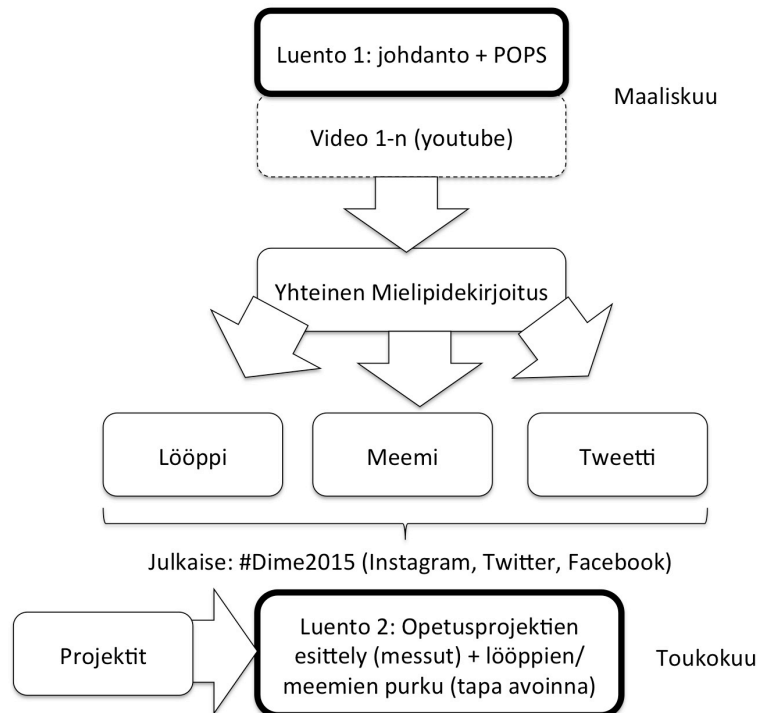 Luento 1: johdanto + POPS
Maaliskuu
Video 1-n (youtube)
Yhteinen Mielipidekirjoitus
Lööppi
Meemi
Tweetti
Julkaise: #Dime2015 (Instagram, Twitter, Facebook)
Projektit
Luento 2: Opetusprojektien
esittely (messut) + lööppien/
meemien purku (tapa avoinna)
Toukokuu